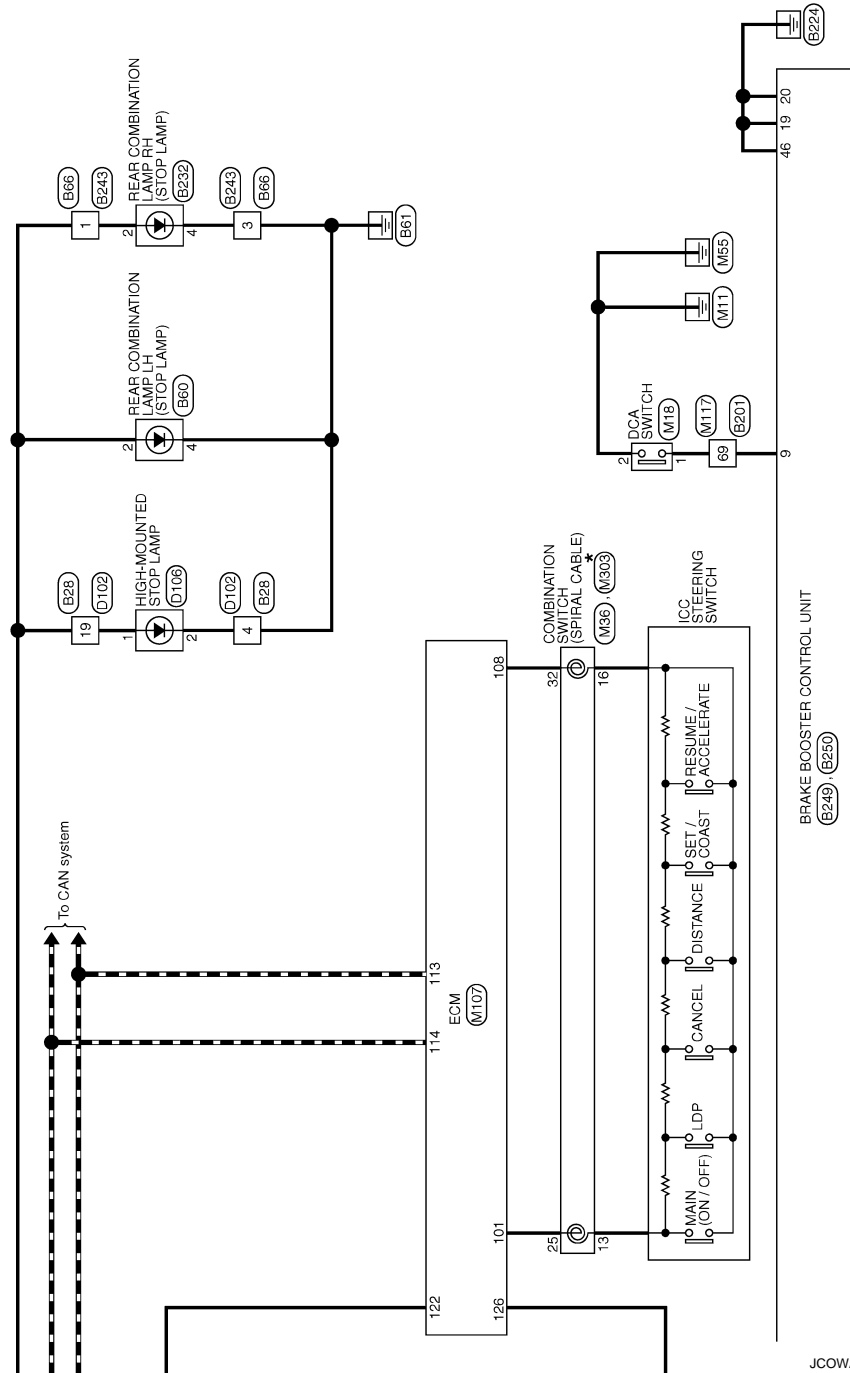 REAR COMBINATION
LAMP RH
(STOP LAMP)
B232
B66
B243
1
2
4
B243
B66
3
B61
REAR COMBINATION
LAMP LH
(STOP LAMP)
B60
2
4
HIGH-MOUNTED
STOP LAMP
D106
B28
D102
19
1
2
D102
B28
4
B224
20
19
46
M55
M11
DCA
SWITCH
M18
2
1
M117
B201
69
9
To CAN system
113
114
ECM
M107
108
101
122
126
COMBINATION
SWITCH
(SPIRAL CABLE)
M36 , M303 *
32
16
25
13
ICC
STEERING
SWITCH
RESUME /
ACCELERATE
SET /
COAST
DISTANCE
CANCEL
LDP
MAIN
(ON / OFF)
BRAKE BOOSTER CONTROL UNIT
B249 , B250
JCOW